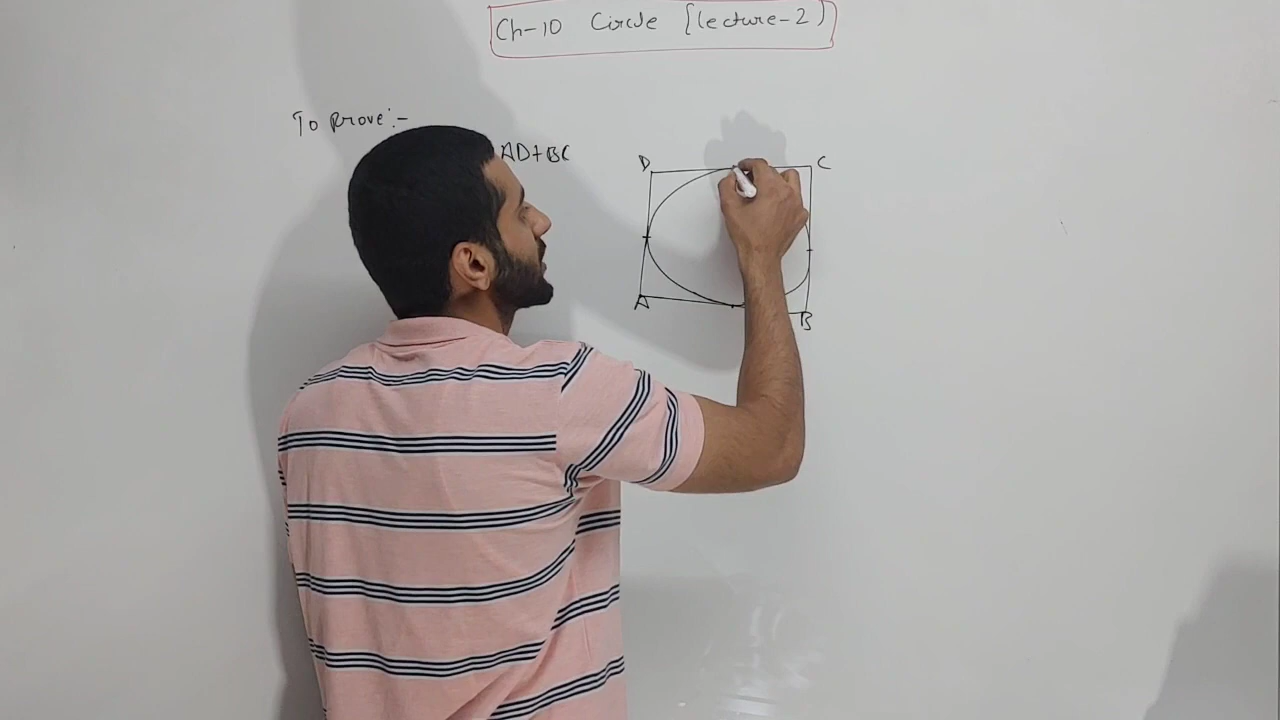 Ch-10 Circle [lecture-2)
To prove:-
AD+BC
D C
A B